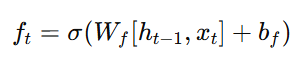 f_t = σ(W_f[h_{t−1}, x_t] + b_f)